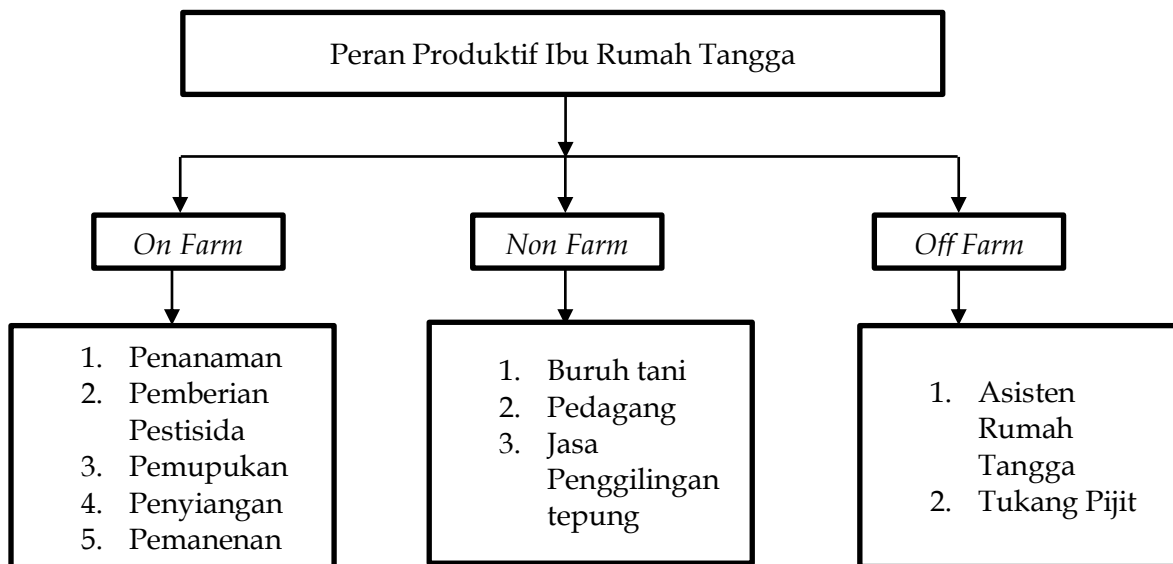 Peran Produktif Ibu Rumah Tangga
On Farm
Non Farm
Off Farm
1. Penanaman
2. Pemberian
Pestisida
3. Pemupukan
4. Penyiangan
5. Pemanenan
1. Buruh tani
2. Pedagang
3. Jasa
Penggilingan
tepung
1. Asisten
Rumah
Tangga
2. Tukang Pijit